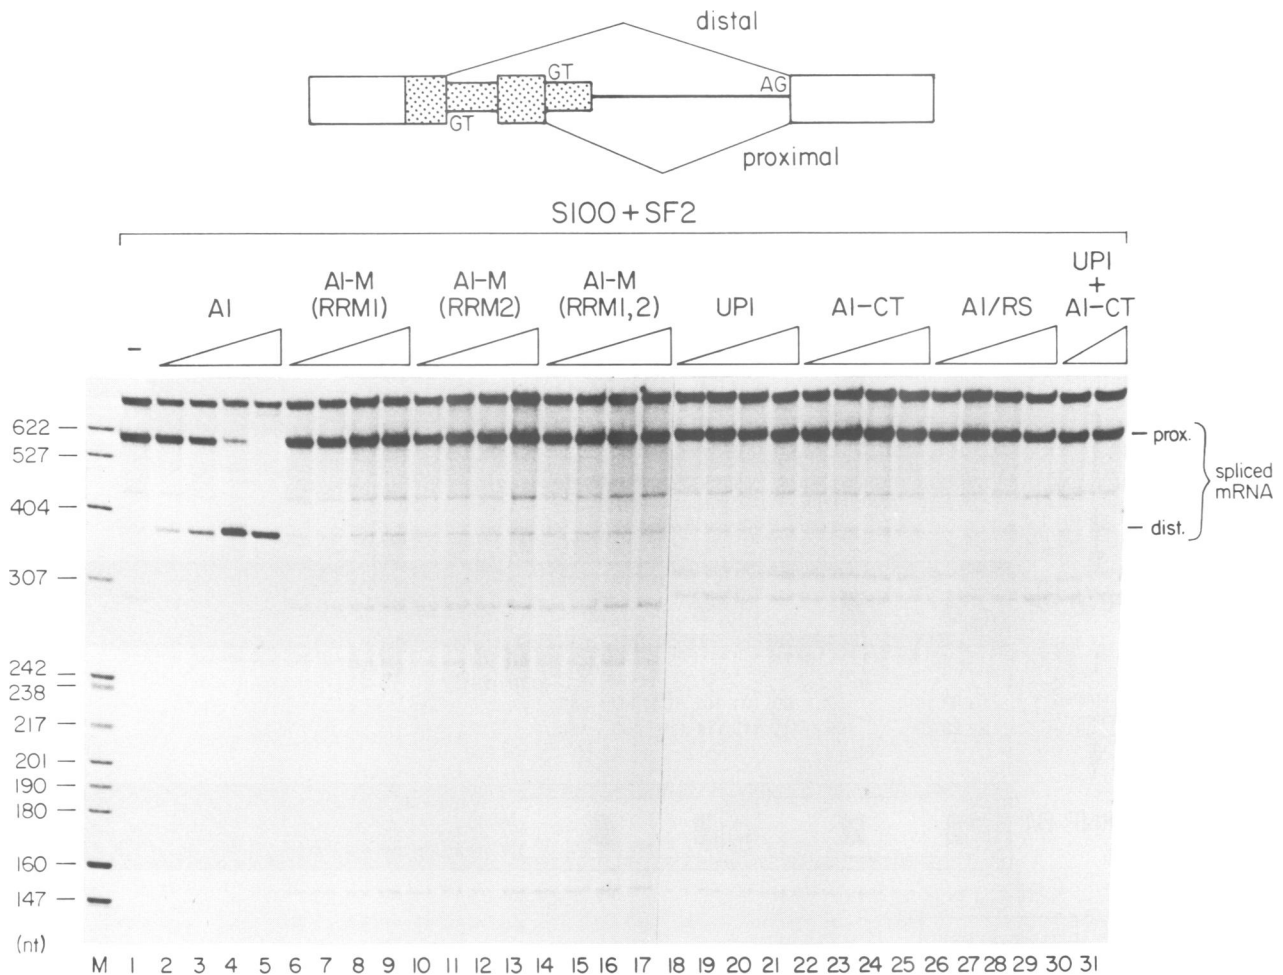 distal
GT
AG
GT
proximal
S100 + SF2
UP1
+
A1-CT
A1-M
(RRM1)
A1-M
(RRM2)
A1-M
(RRM1,2)
A1
UP1
A1-CT
A1/RS
–
622
527
404
307
242
238
217
201
190
180
160
147
(nt)
prox.
dist.
spliced
mRNA
M 1 2 3 4 5 6 7 8 9 10 11 12 13 14 15 16 17 18 19 20 21 22 23 24 25 26 27 28 29 30 31